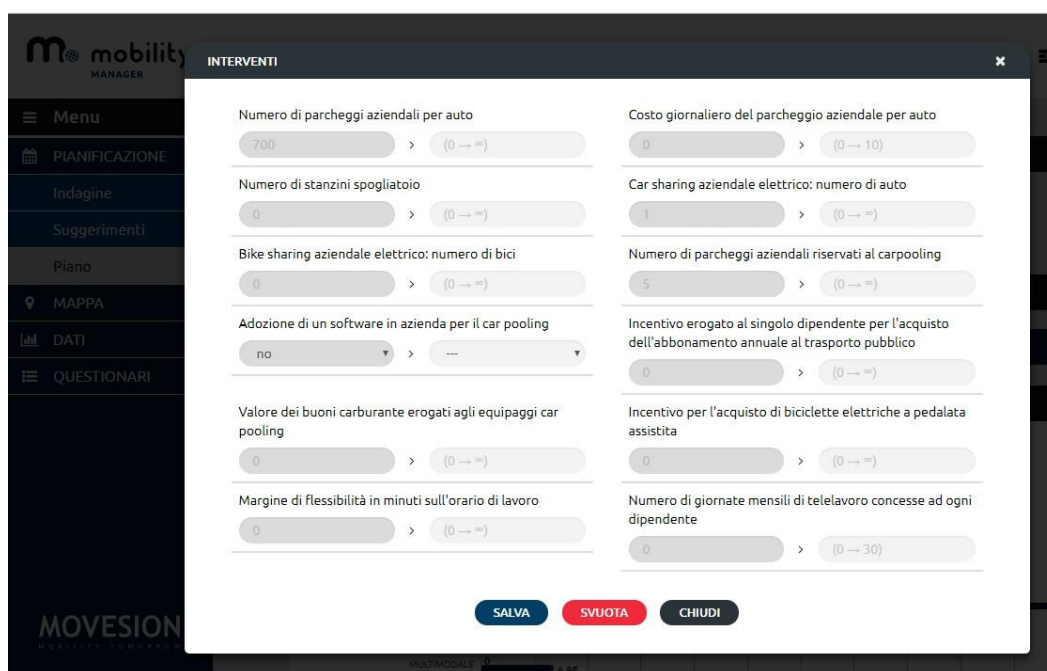 mobility
MANAGER
INTERVENTI
Menu
PIANIFICAZIONE
Indagine
Suggerimenti
Piano
MAPPA
DATI
QUESTIONARI
MOVESION
MOBILITY TOMORROW
Numero di parcheggi aziendali per auto
700 > (0 → ∞)
Costo giornaliero del parcheggio aziendale per auto
0 > (0 → 10)
Numero di stanzini spogliatoio
0 > (0 → ∞)
Car sharing aziendale elettrico: numero di auto
1 > (0 → ∞)
Bike sharing aziendale elettrico: numero di bici
0 > (0 → ∞)
Numero di parcheggi aziendali riservati al carpooling
5 > (0 → ∞)
Adozione di un software in azienda per il car pooling
no > ---
Incentivo erogato al singolo dipendente per l'acquisto
dell'abbonamento annuale al trasporto pubblico
0 > (0 → ∞)
Valore dei buoni carburante erogati agli equipaggi car
pooling
0 > (0 → ∞)
Incentivo per l'acquisto di biciclette elettriche a pedalata
assistita
0 > (0 → ∞)
Margine di flessibilità in minuti sull'orario di lavoro
0 > (0 → ∞)
Numero di giornate mensili di telelavoro concesse ad ogni
dipendente
0 > (0 → 30)
SALVA SVUOTA CHIUDI
MULTIMODALE 0
6.95